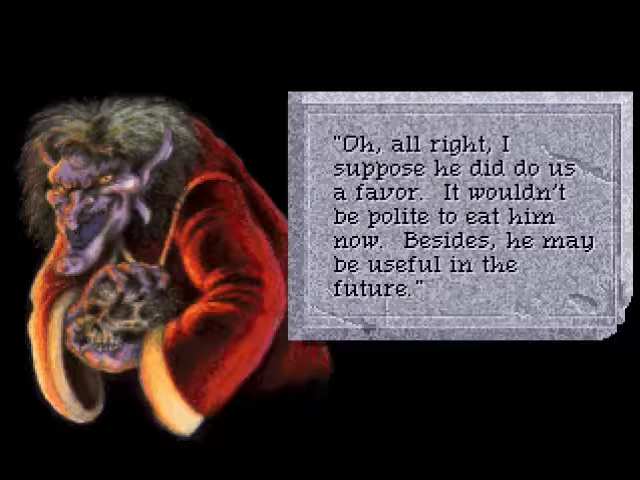 "Oh, all right, I
suppose he did do us
a favor.  It wouldn't
be polite to eat him
now.  Besides, he may
be useful in the
future."